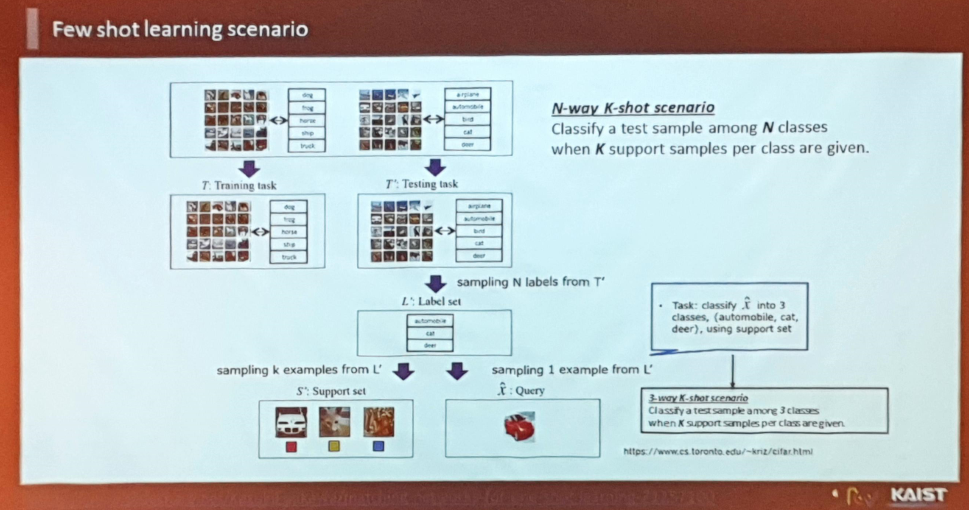 Few shot learning scenario
dog
frog
horse
ship
truck
airplane
automobile
bird
cat
deer
N-way K-shot scenario
Classify a test sample among N classes
when K support samples per class are given.
T: Training task
T': Testing task
dog
frog
horse
ship
truck
airplane
automobile
bird
cat
deer
sampling N labels from T'
L': Label set
automobile
cat
deer
• Task: classify x̂ into 3
classes, (automobile, cat,
deer), using support set
sampling k examples from L'
sampling 1 example from L'
S': Support set
x̂ : Query
3-way K-shot scenario
Classify a test sample among 3 classes
when K support samples per class are given.
https://www.cs.toronto.edu/~kriz/cifar.html
KAIST